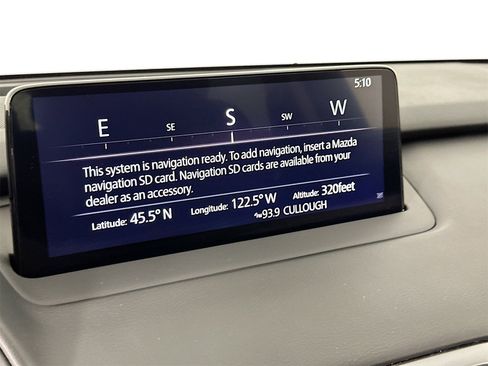 5:10
E SE S SW W
This system is navigation ready. To add navigation, insert a Mazda
navigation SD card. Navigation SD cards are available from your
dealer as an accessory.
Latitude: 45.5° N Longitude: 122.5° W Altitude: 320feet
93.9 CULLOUGH